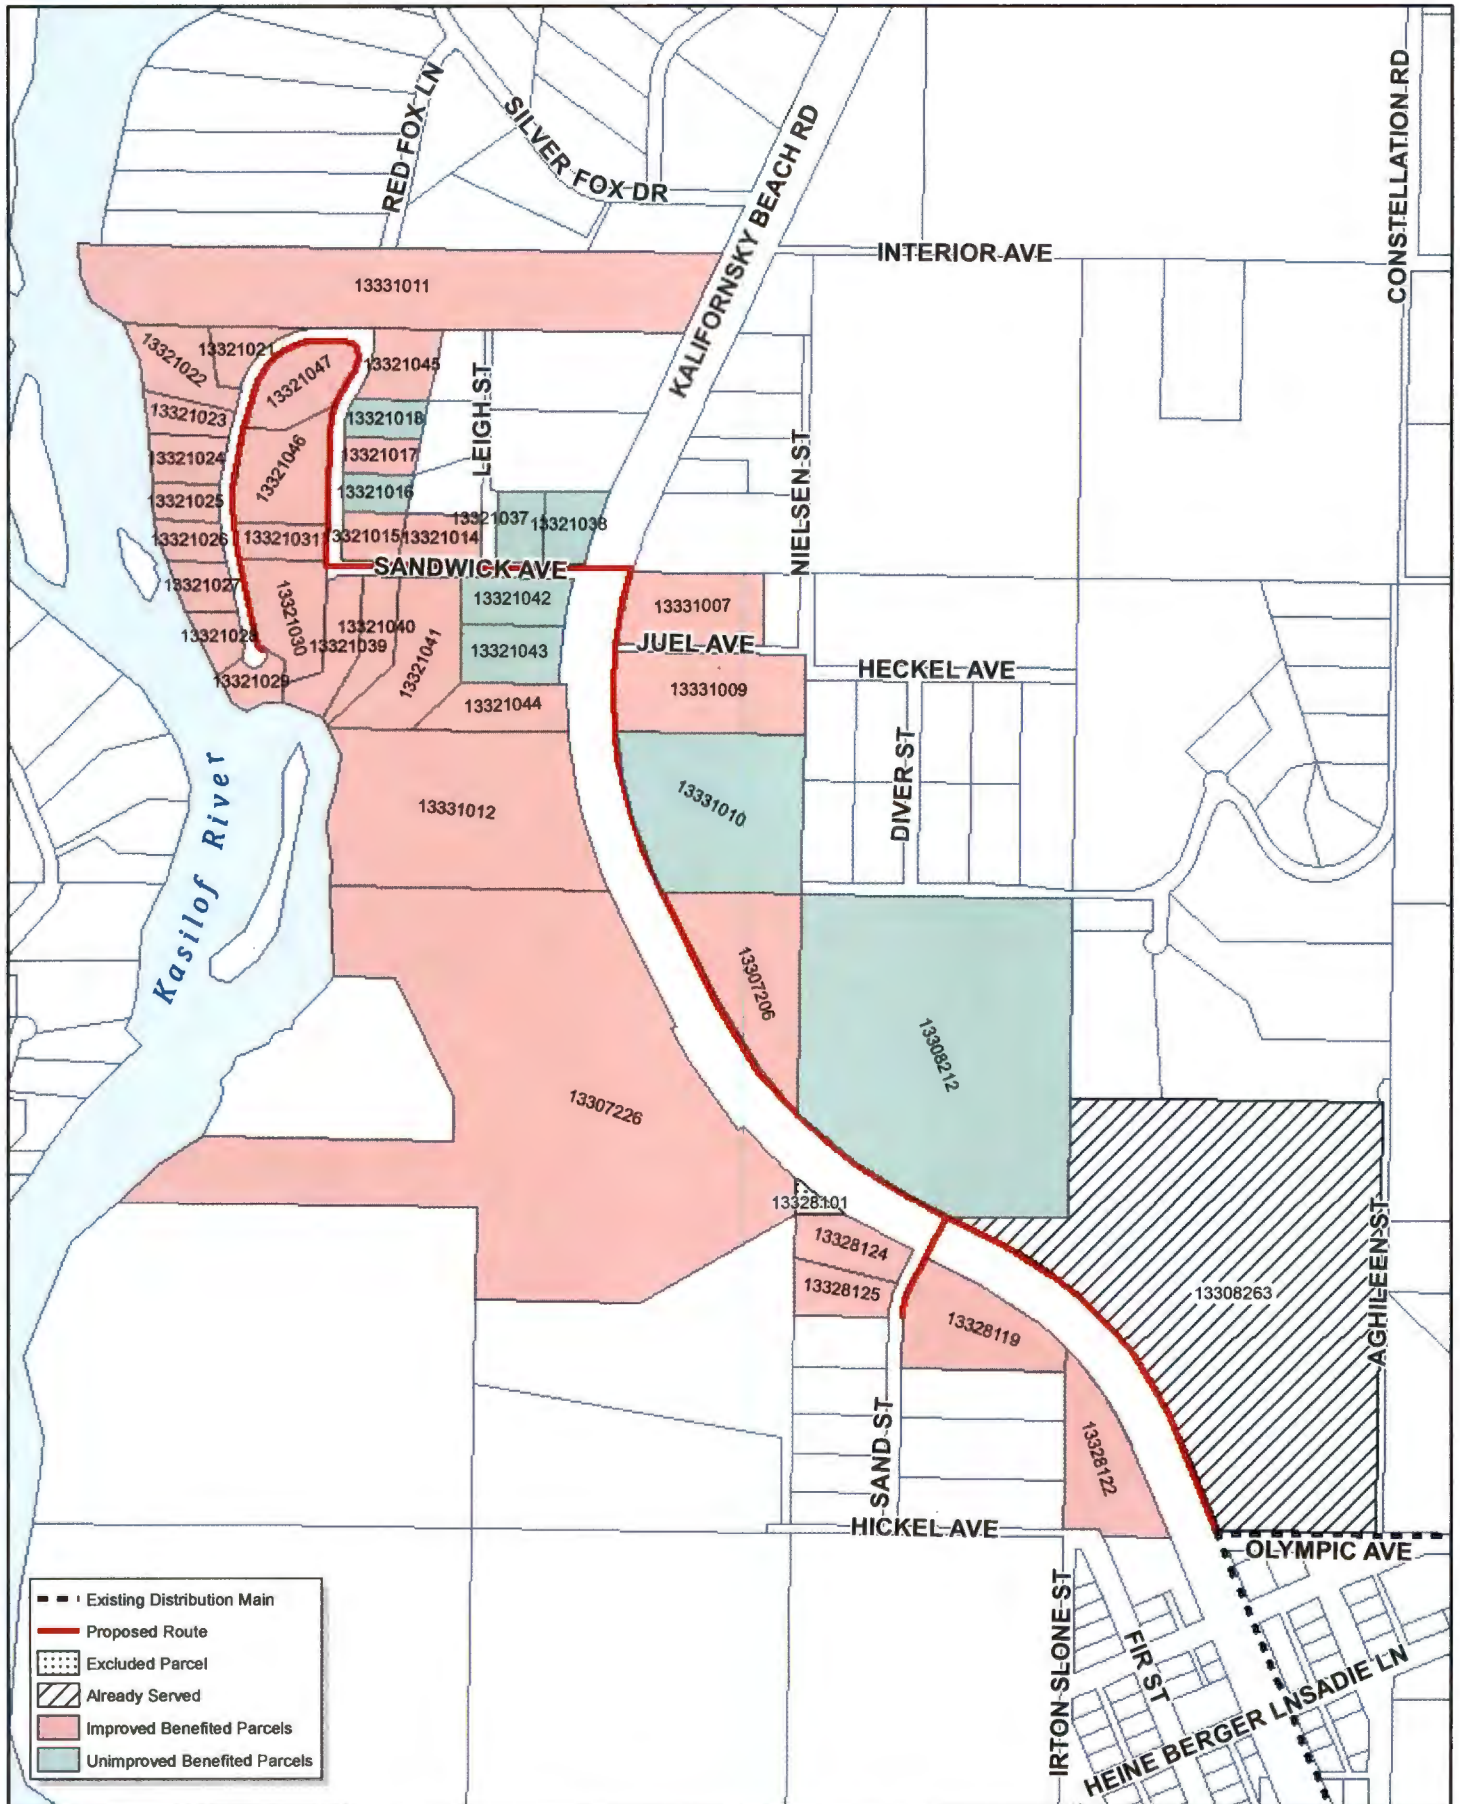 RED FOX LN
SILVER FOX DR
KALIFORNSKY BEACH RD
CONSTELLATION RD
INTERIOR AVE
13331011
13321022
13321021
13321047
13321045
LEIGH ST
13321023
13321018
13321024
13321046
13321017
NIELSEN ST
13321025
13321016
13321037
13321038
13321026
13321031
13321015
13321014
SANDWICK AVE
13321027
13321042
13331007
13321028
13321030
13321040
13321039
13321041
13321043
JUEL AVE
HECKEL AVE
13321029
13321044
13331009
DIVER ST
Kasilof River
13331012
13331010
13307206
13308212
13307226
13328101
13328124
13328125
13308263
AGHILEEN ST
13328119
13328122
SAND ST
HICKEL AVE
OLYMPIC AVE
IRTON SLONE ST
FIR ST
HEINE BERGER LN
SADIE LN
Existing Distribution Main
Proposed Route
Excluded Parcel
Already Served
Improved Benefited Parcels
Unimproved Benefited Parcels